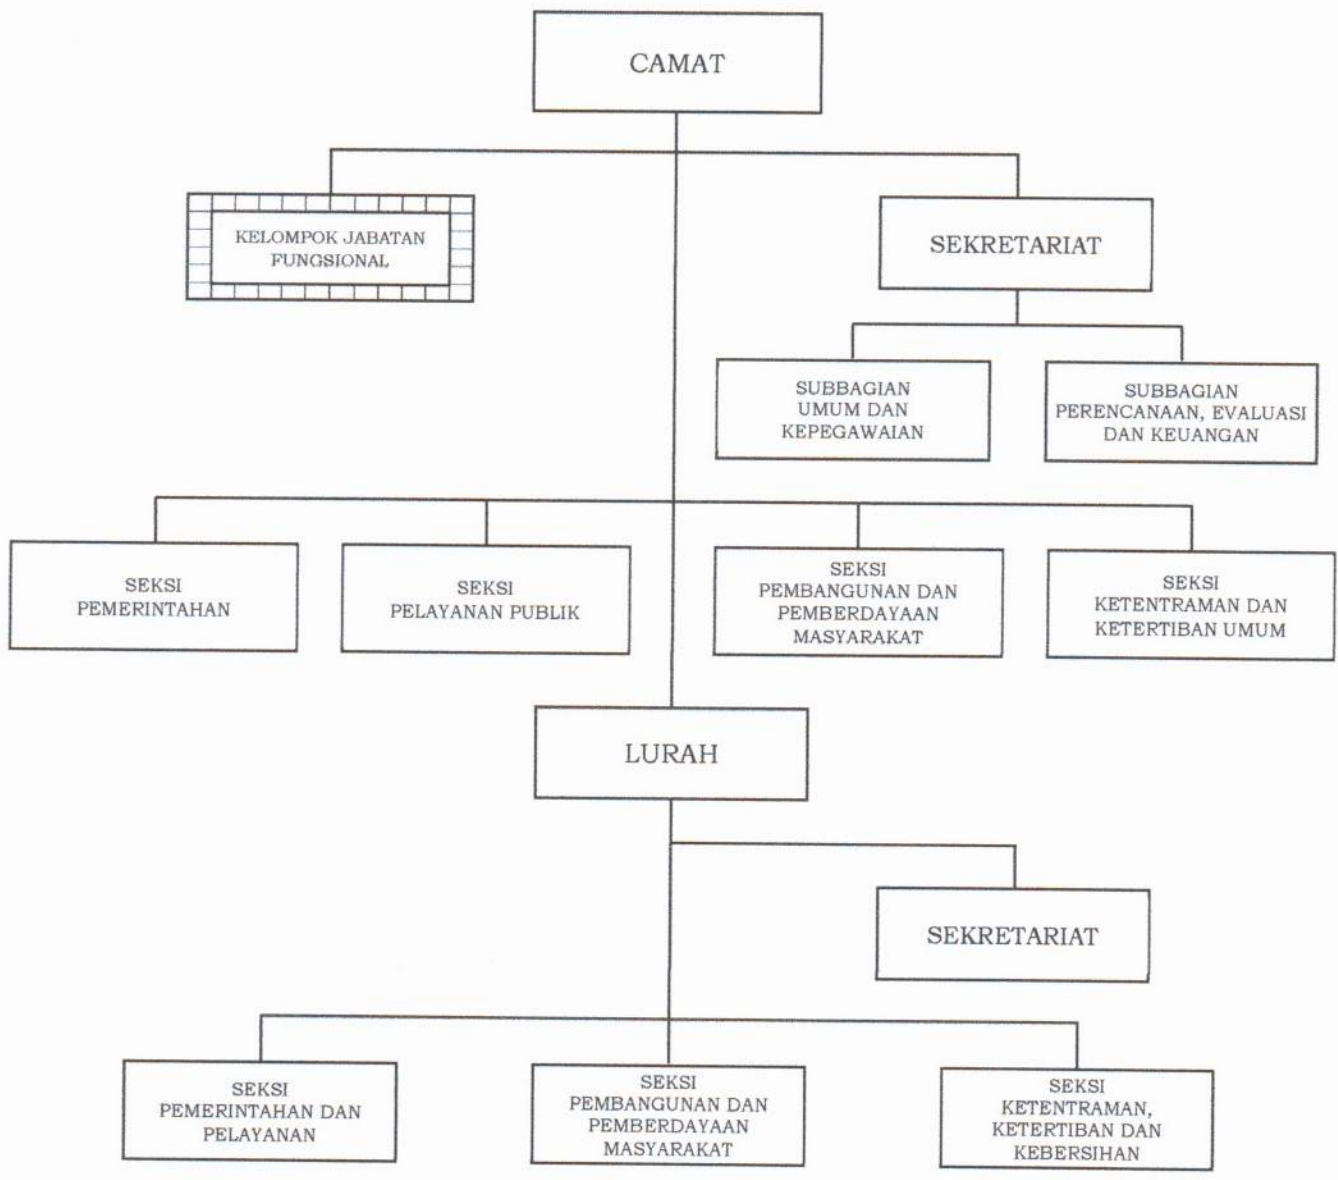 CAMAT
KELOMPOK JABATAN
FUNGSIONAL
SEKRETARIAT
SUBBAGIAN
UMUM DAN
KEPEGAWAIAN
SUBBAGIAN
PERENCANAAN, EVALUASI
DAN KEUANGAN
SEKSI
PEMERINTAHAN
SEKSI
PELAYANAN PUBLIK
SEKSI
PEMBANGUNAN DAN
PEMBERDAYAAN
MASYARAKAT
SEKSI
KETENTRAMAN DAN
KETERTIBAN UMUM
LURAH
SEKRETARIAT
SEKSI
PEMERINTAHAN DAN
PELAYANAN
SEKSI
PEMBANGUNAN DAN
PEMBERDAYAAN
MASYARAKAT
SEKSI
KETENTRAMAN,
KETERTIBAN DAN
KEBERSIHAN